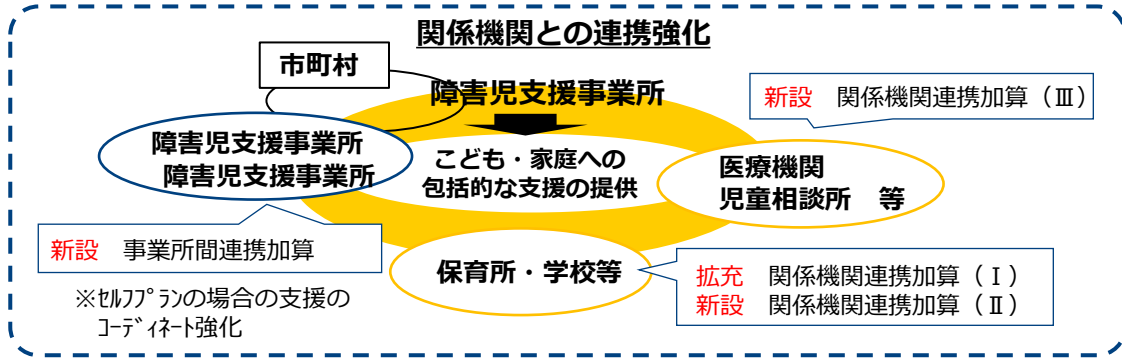 関係機関との連携強化
市町村
障害児支援事業所
新設　関係機関連携加算（Ⅲ）
障害児支援事業所
障害児支援事業所
こども・家庭への
包括的な支援の提供
医療機関
児童相談所　等
新設　事業所間連携加算
※ｾﾙﾌﾌﾟﾗﾝの場合の支援の
ｺｰﾃﾞｨﾈｰﾄ強化
保育所・学校等
拡充　関係機関連携加算（Ⅰ）
新設　関係機関連携加算（Ⅱ）